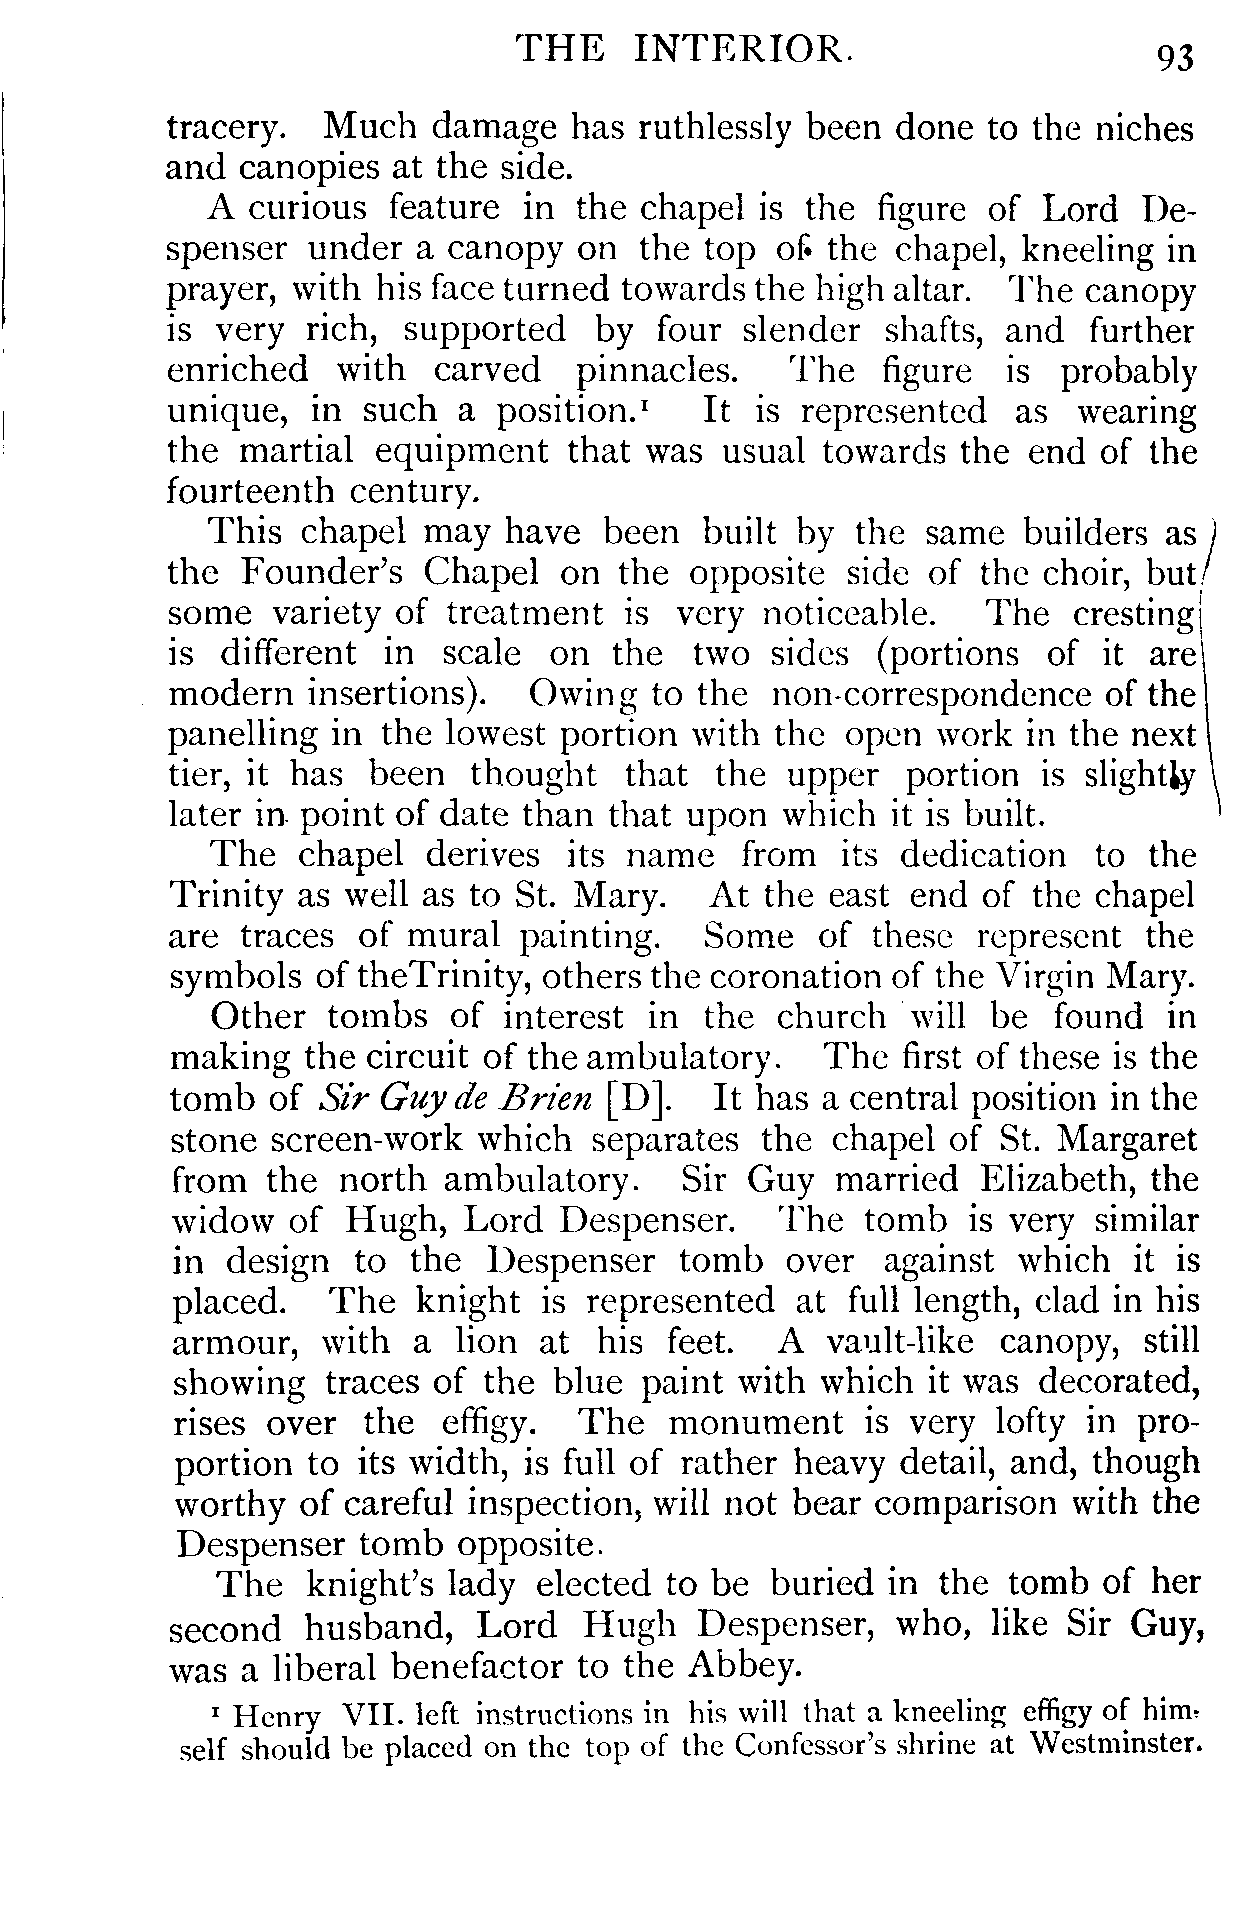 THE INTERIOR. 93
tracery. Much damage has ruthlessly been done to the niches
and canopies at the side.
A curious feature in the chapel is the figure of Lord De-
spenser under a canopy on the top of the chapel, kneeling in
prayer, with his face turned towards the high altar. The canopy
is very rich, supported by four slender shafts, and further
enriched with carved pinnacles. The figure is probably
unique, in such a position.¹ It is represented as wearing
the martial equipment that was usual towards the end of the
fourteenth century.
This chapel may have been built by the same builders as
the Founder's Chapel on the opposite side of the choir, but
some variety of treatment is very noticeable. The cresting
is different in scale on the two sides (portions of it are
modern insertions). Owing to the non-correspondence of the
panelling in the lowest portion with the open work in the next
tier, it has been thought that the upper portion is slightly
later in point of date than that upon which it is built.
The chapel derives its name from its dedication to the
Trinity as well as to St. Mary. At the east end of the chapel
are traces of mural painting. Some of these represent the
symbols of theTrinity, others the coronation of the Virgin Mary.
Other tombs of interest in the church will be found in
making the circuit of the ambulatory. The first of these is the
tomb of Sir Guy de Brien [D]. It has a central position in the
stone screen-work which separates the chapel of St. Margaret
from the north ambulatory. Sir Guy married Elizabeth, the
widow of Hugh, Lord Despenser. The tomb is very similar
in design to the Despenser tomb over against which it is
placed. The knight is represented at full length, clad in his
armour, with a lion at his feet. A vault-like canopy, still
showing traces of the blue paint with which it was decorated,
rises over the effigy. The monument is very lofty in pro-
portion to its width, is full of rather heavy detail, and, though
worthy of careful inspection, will not bear comparison with the
Despenser tomb opposite.
The knight's lady elected to be buried in the tomb of her
second husband, Lord Hugh Despenser, who, like Sir Guy,
was a liberal benefactor to the Abbey.
¹ Henry VII. left instructions in his will that a kneeling effigy of him-
self should be placed on the top of the Confessor's shrine at Westminster.